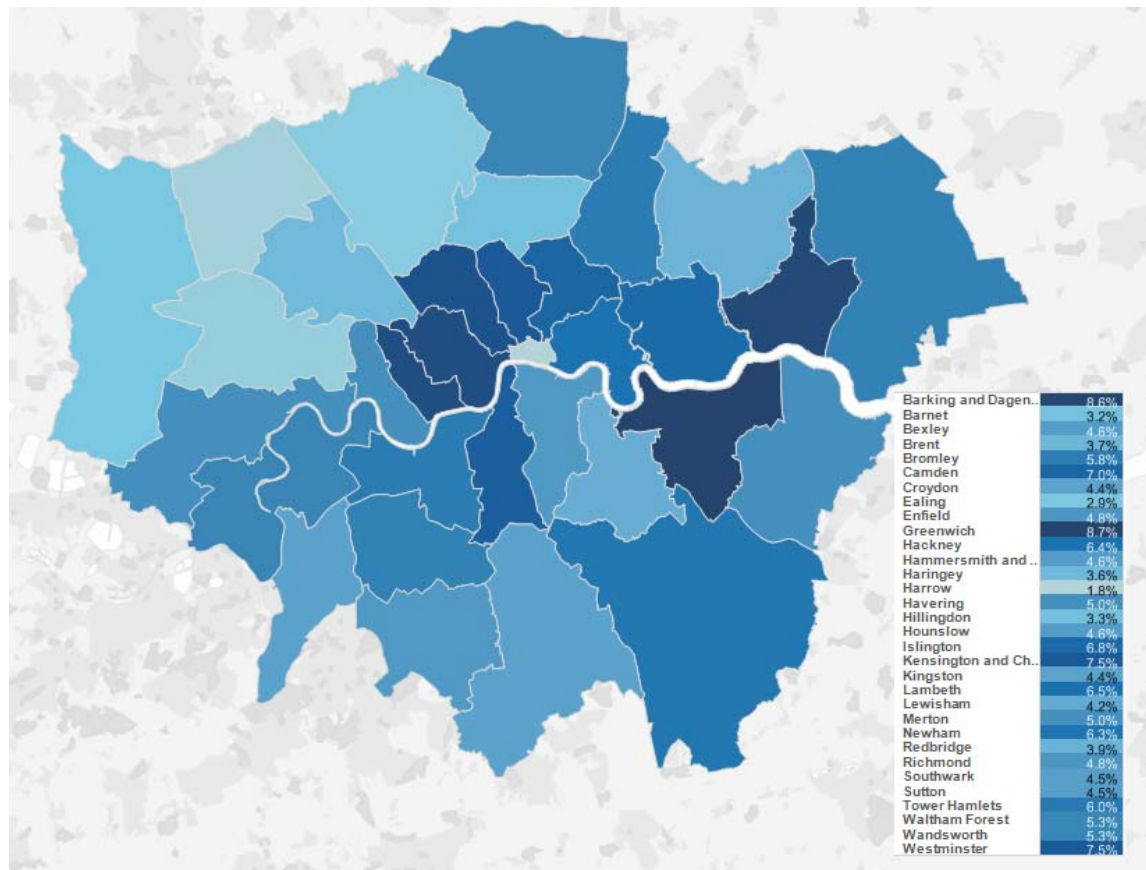 Barking and Dagen.. 8.6%
Barnet 3.2%
Bexley 4.6%
Brent 3.7%
Bromley 5.8%
Camden 7.0%
Croydon 4.4%
Ealing 2.9%
Enfield 4.8%
Greenwich 8.7%
Hackney 6.4%
Hammersmith and .. 4.6%
Haringey 3.6%
Harrow 1.8%
Havering 5.0%
Hillingdon 3.3%
Hounslow 4.6%
Islington 6.8%
Kensington and Ch.. 7.5%
Kingston 4.4%
Lambeth 6.5%
Lewisham 4.2%
Merton 5.0%
Newham 6.3%
Redbridge 3.9%
Richmond 4.8%
Southwark 4.5%
Sutton 4.5%
Tower Hamlets 6.0%
Waltham Forest 5.3%
Wandsworth 5.3%
Westminster 7.5%